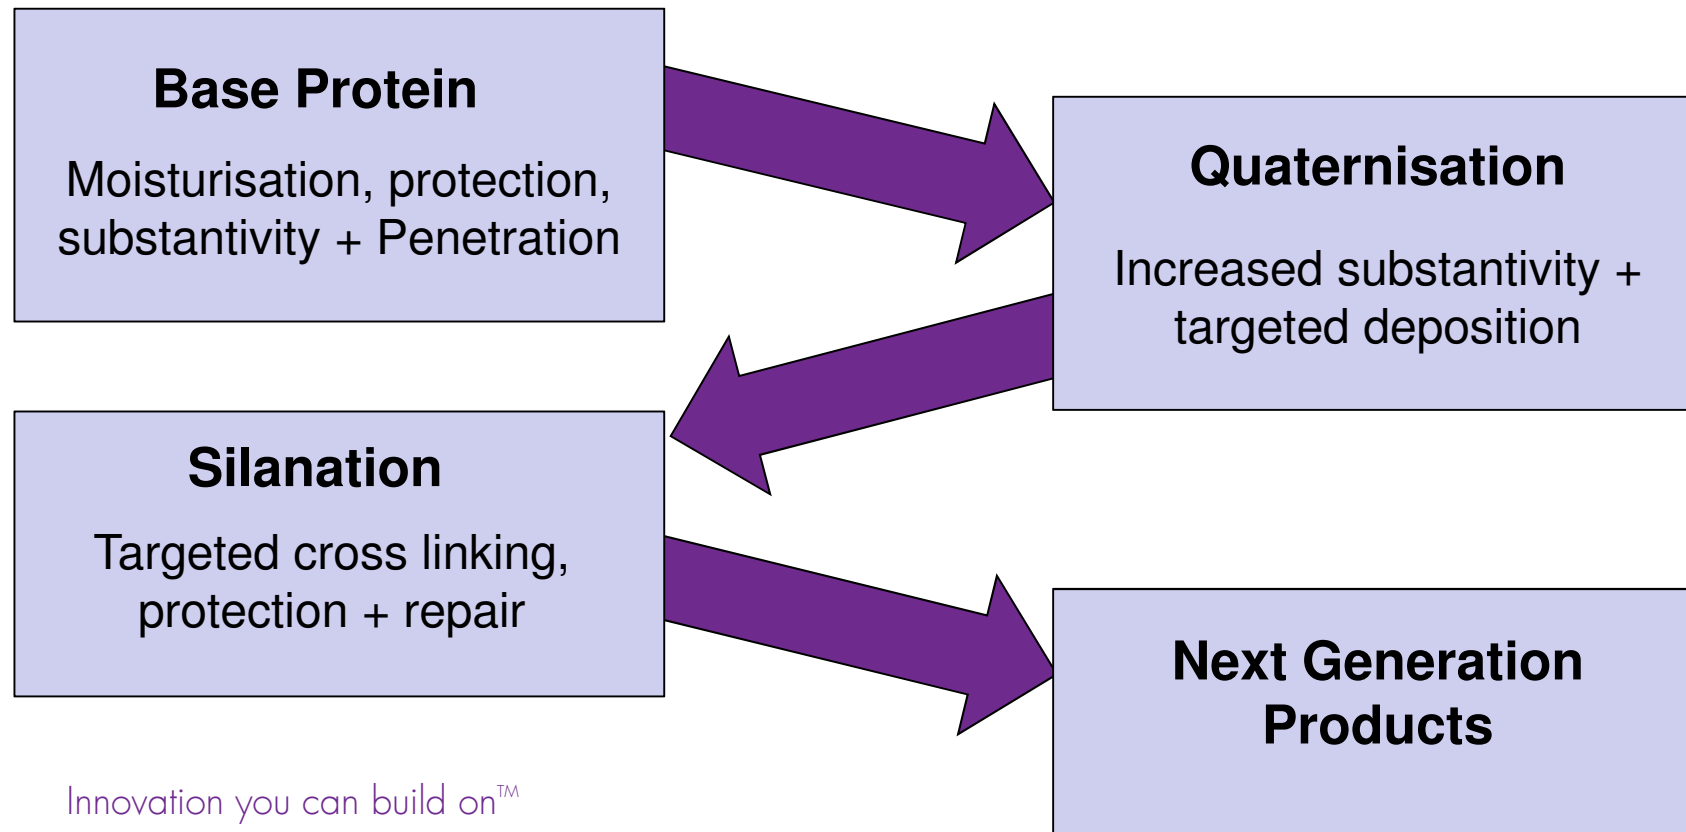 Base Protein
Moisturisation, protection,
substantivity + Penetration
Quaternisation
Increased substantivity +
targeted deposition
Silanation
Targeted cross linking,
protection + repair
Next Generation
Products
Innovation you can build on™